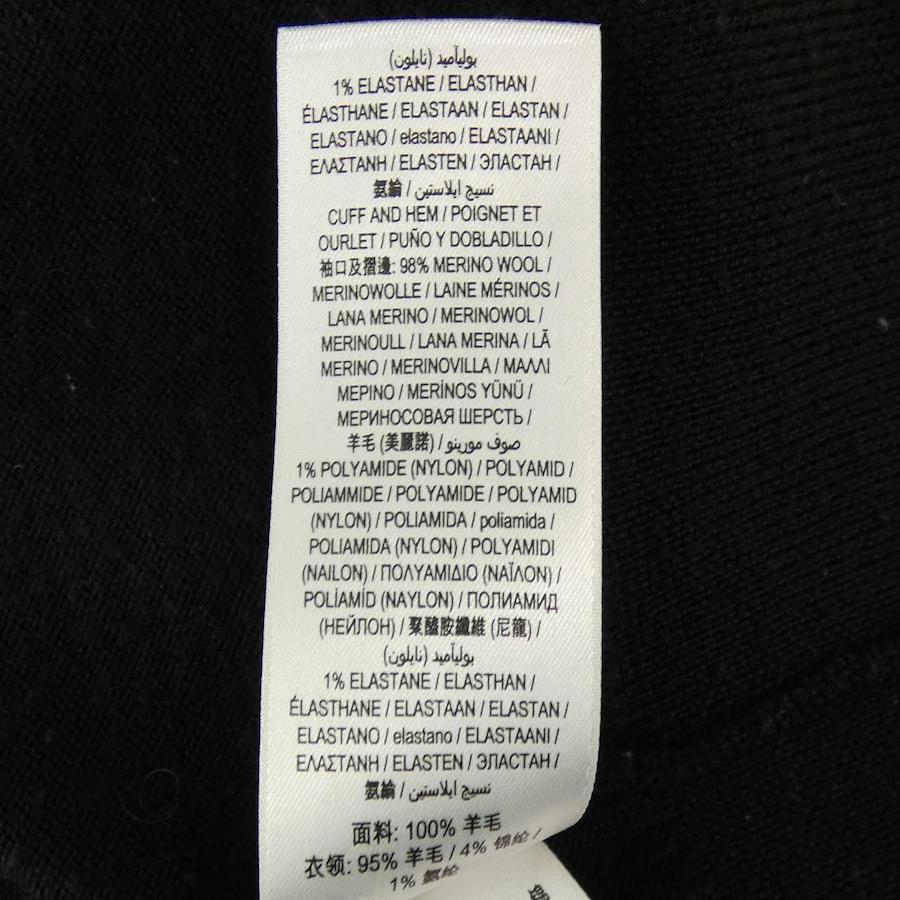 بوليآميد (نايلون)
1% ELASTANE / ELASTHAN /
ÉLASTHANE / ELASTAAN / ELASTAN /
ELASTANO / elastano / ELASTAANI /
ΕΛΑΣΤΑΝΗ / ELASTEN / ЭЛАСТАН /
氨綸 / نسيج ايلاستين
CUFF AND HEM / POIGNET ET
OURLET / PUÑO Y DOBLADILLO /
袖口及摺邊: 98% MERINO WOOL /
MERINOWOLLE / LAINE MÉRINOS /
LANA MERINO / MERINOWOL /
MERINOULL / LANA MERINA / LÃ
MERINO / MERINOVILLA / ΜΑΛΛΙ
ΜΕΡΙΝΟ / MERİNOS YÜNÜ /
МЕРИНОСОВАЯ ШЕРСТЬ /
羊毛 (美麗諾) / صوف مورينو
1% POLYAMIDE (NYLON) / POLYAMID /
POLIAMMIDE / POLYAMIDE / POLYAMID
(NYLON) / POLIAMIDA / poliamida /
POLIAMIDA (NYLON) / POLYAMIDI
(NAILON) / ΠΟΛΥΑΜΙΔΙΟ (ΝΑΪΛΟΝ) /
POLİAMİD (NAYLON) / ПОЛИАМИД
(НЕЙЛОН) / 聚醯胺纖維 (尼龍) /
بوليآميد (نايلون)
1% ELASTANE / ELASTHAN /
ÉLASTHANE / ELASTAAN / ELASTAN /
ELASTANO / elastano / ELASTAANI /
ΕΛΑΣΤΑΝΗ / ELASTEN / ЭЛАСТАН /
氨綸 / نسيج ايلاستين
面料: 100% 羊毛
衣领: 95% 羊毛 / 4% 锦纶 /
1% 氨纶